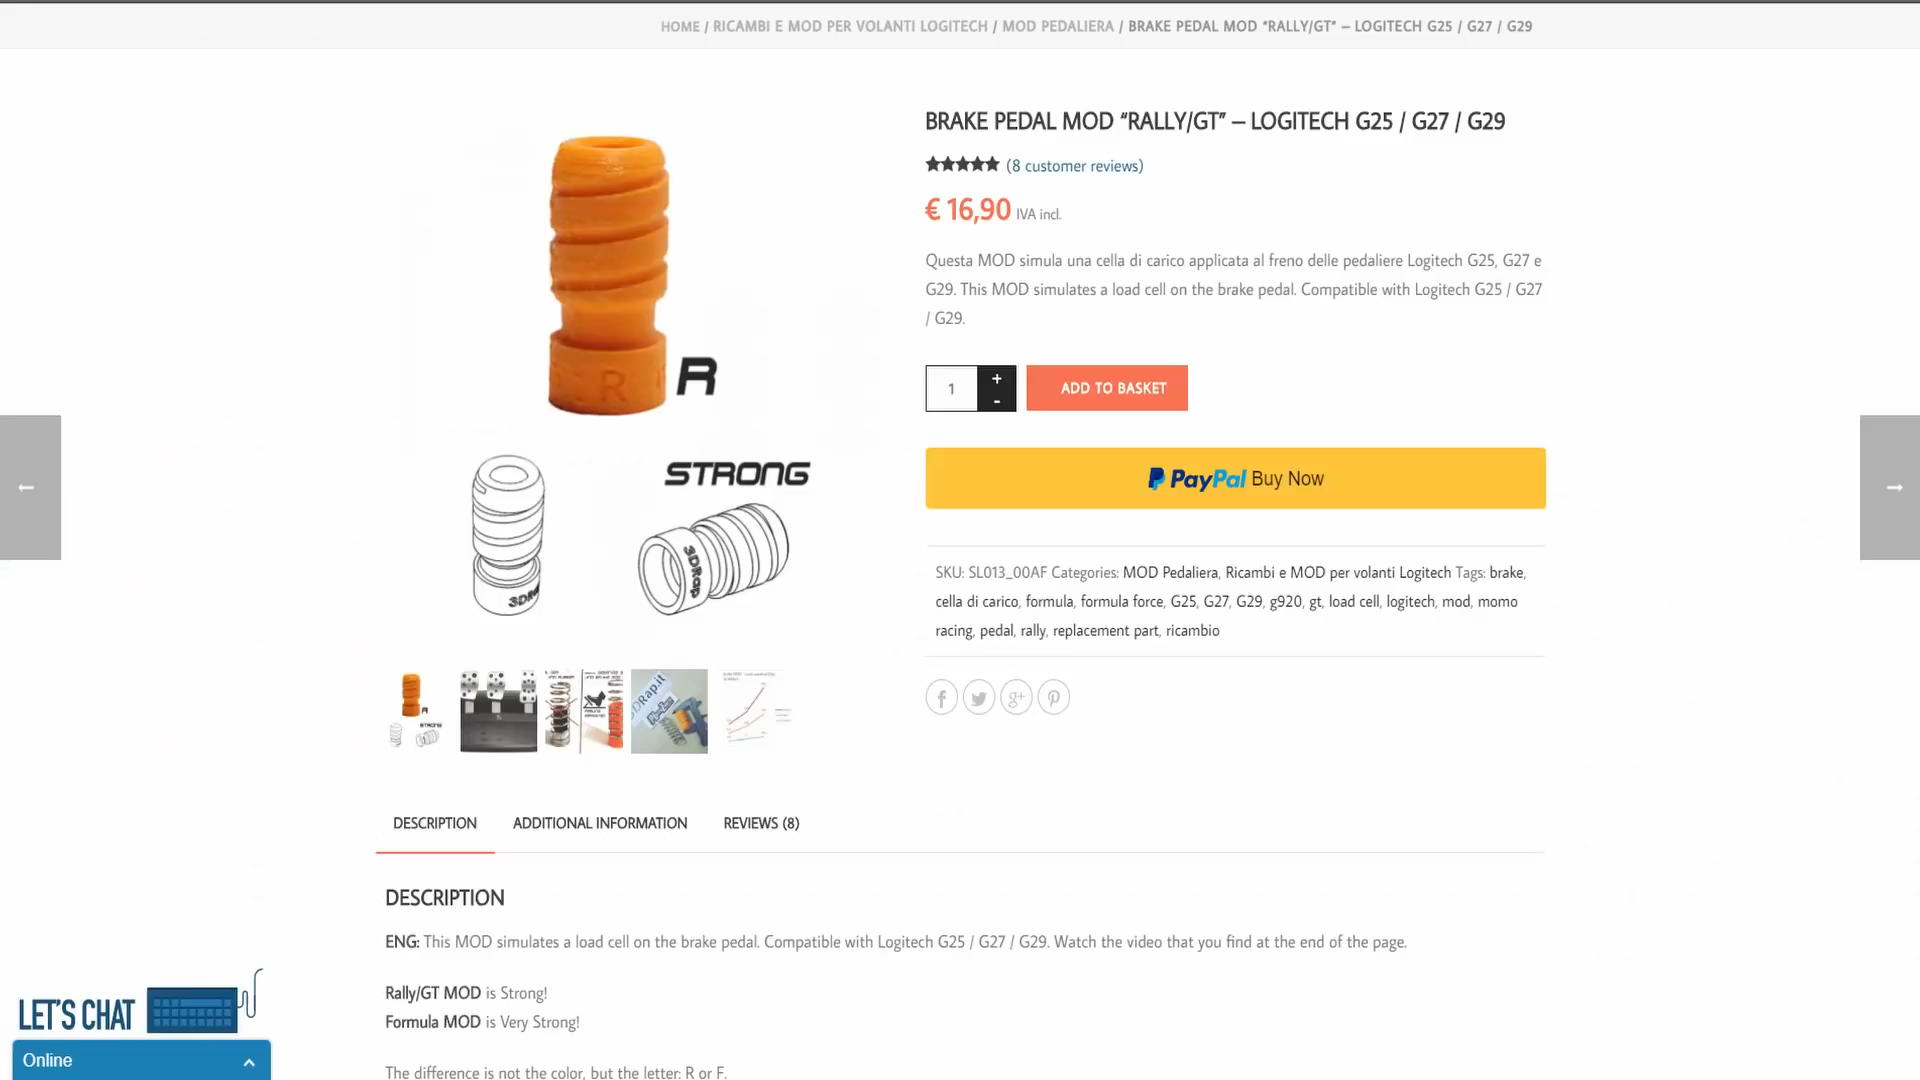 HOME / RICAMBI E MOD PER VOLANTI LOGITECH / MOD PEDALIERA / BRAKE PEDAL MOD “RALLY/GT” – LOGITECH G25 / G27 / G29
BRAKE PEDAL MOD “RALLY/GT” – LOGITECH G25 / G27 / G29
(8 customer reviews)
€ 16,90 IVA incl.
Questa MOD simula una cella di carico applicata al freno delle pedaliere Logitech G25, G27 e
G29. This MOD simulates a load cell on the brake pedal. Compatible with Logitech G25 / G27
/ G29.
R
R
1
+
-
ADD TO BASKET
STRONG
3DRap
PayPal Buy Now
SKU: SL013_00AF Categories: MOD Pedaliera, Ricambi e MOD per volanti Logitech Tags: brake,
cella di carico, formula, formula force, G25, G27, G29, g920, gt, load cell, logitech, mod, momo
racing, pedal, rally, replacement part, ricambio
3DRap.it
DESCRIPTION
ADDITIONAL INFORMATION
REVIEWS (8)
DESCRIPTION
ENG: This MOD simulates a load cell on the brake pedal. Compatible with Logitech G25 / G27 / G29. Watch the video that you find at the end of the page.
Rally/GT MOD is Strong!
Formula MOD is Very Strong!
The difference is not the color, but the letter: R or F.
LET'S CHAT
Online